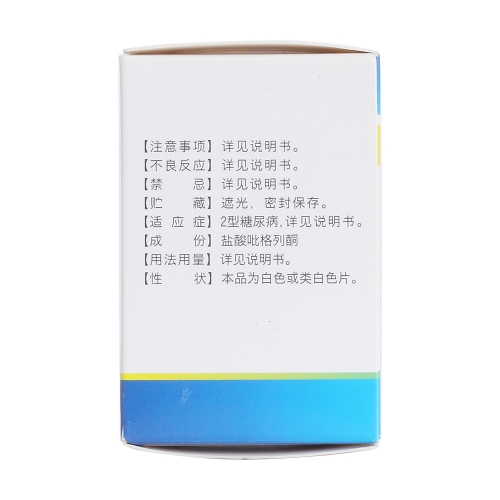 【注意事项】详见说明书。
【不良反应】详见说明书。
【禁　　忌】详见说明书。
【贮　　藏】遮光、密封保存。
【适 应 症】2型糖尿病,详见说明书。
【成　　份】盐酸吡格列酮
【用法用量】详见说明书。
【性　　状】本品为白色或类白色片。